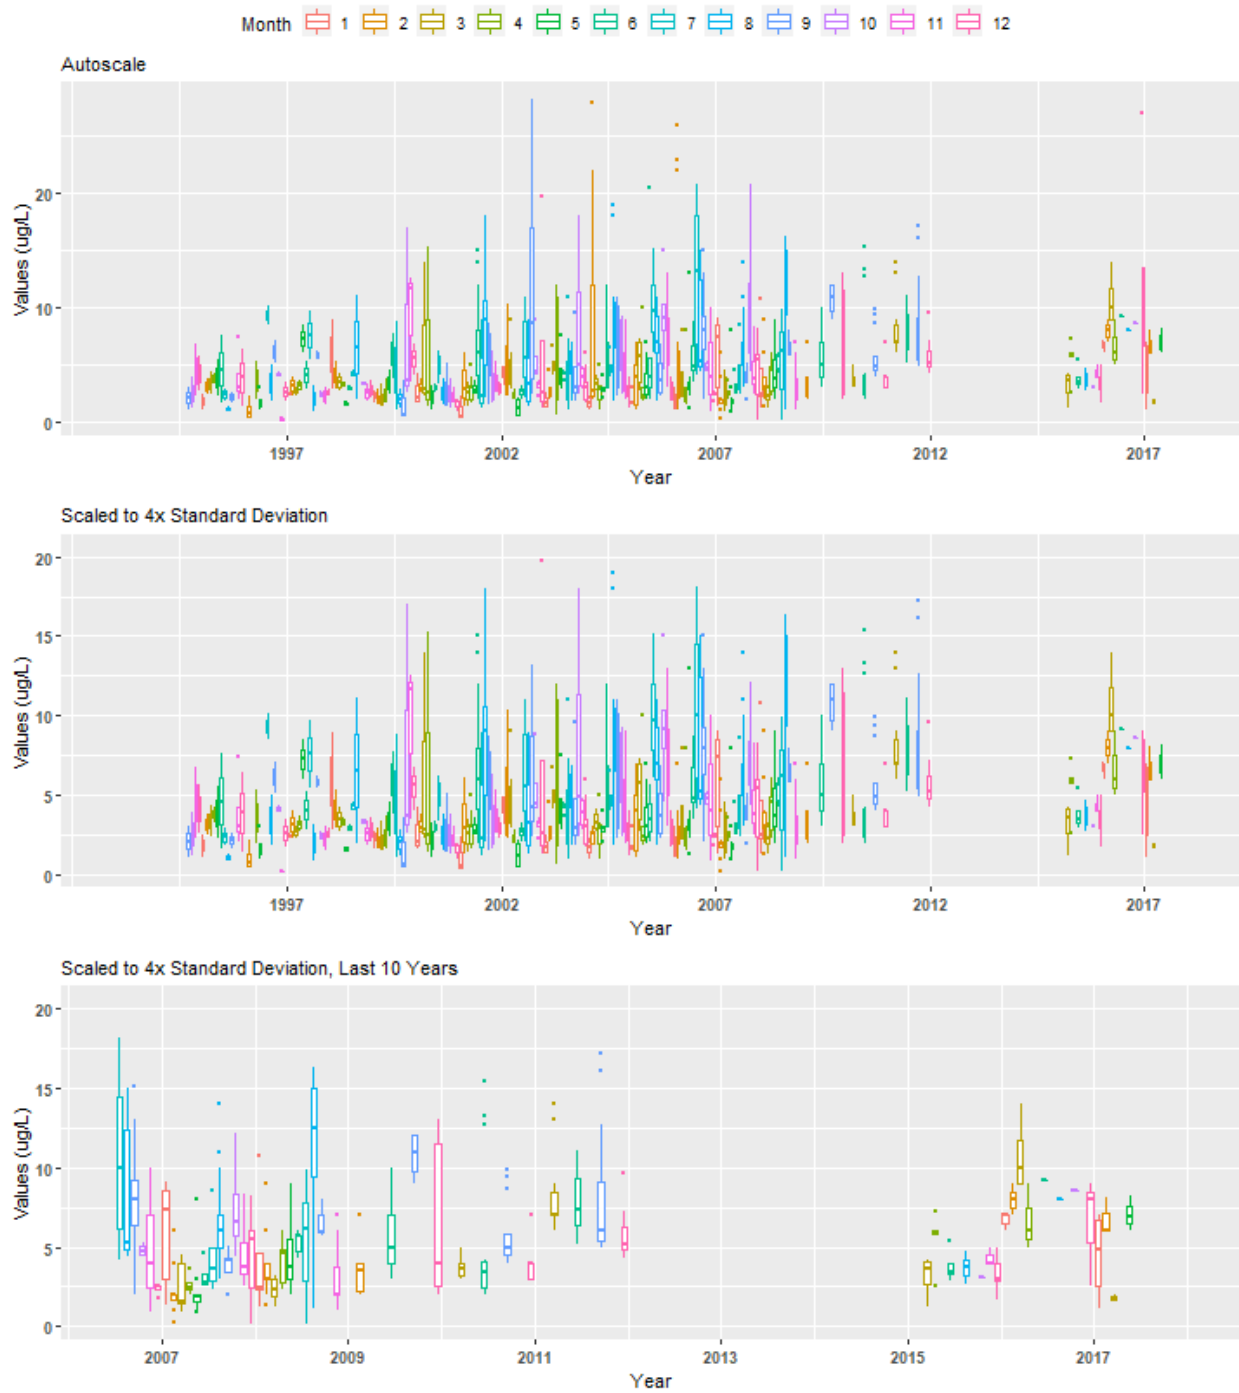 Month 1 2 3 4 5 6 7 8 9 10 11 12
Autoscale
Values (ug/L)
20
10
0
1997 2002 2007 2012 2017
Year
Scaled to 4x Standard Deviation
Values (ug/L)
20
15
10
5
0
1997 2002 2007 2012 2017
Year
Scaled to 4x Standard Deviation, Last 10 Years
Values (ug/L)
20
15
10
5
0
2007 2009 2011 2013 2015 2017
Year